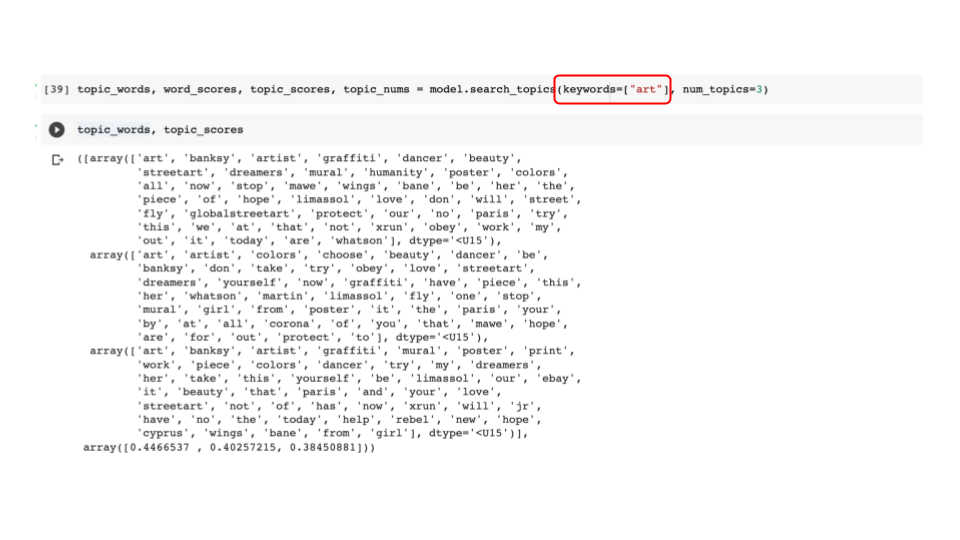 [39] topic_words, word_scores, topic_scores, topic_nums = model.search_topics(keywords=["art"], num_topics=3)
topic_words, topic_scores
([array(['art', 'banksy', 'artist', 'graffiti', 'dancer', 'beauty',
'streetart', 'dreamers', 'mural', 'humanity', 'poster', 'colors',
'all', 'now', 'stop', 'mawe', 'wings', 'bane', 'be', 'her', 'the',
'piece', 'of', 'hope', 'limassol', 'love', 'don', 'will', 'street',
'fly', 'globalstreetart', 'protect', 'our', 'no', 'paris', 'try',
'this', 'we', 'at', 'that', 'not', 'xrun', 'obey', 'work', 'my',
'out', 'it', 'today', 'are', 'whatson'], dtype='<U15'),
array(['art', 'artist', 'colors', 'choose', 'beauty', 'dancer', 'be',
'banksy', 'don', 'take', 'try', 'obey', 'love', 'streetart',
'dreamers', 'yourself', 'now', 'graffiti', 'have', 'piece', 'this',
'her', 'whatson', 'martin', 'limassol', 'fly', 'one', 'stop',
'mural', 'girl', 'from', 'poster', 'it', 'the', 'paris', 'your',
'by', 'at', 'all', 'corona', 'of', 'you', 'that', 'mawe', 'hope',
'are', 'for', 'out', 'protect', 'to'], dtype='<U15'),
array(['art', 'banksy', 'artist', 'graffiti', 'mural', 'poster', 'print',
'work', 'piece', 'colors', 'dancer', 'try', 'my', 'dreamers',
'her', 'take', 'this', 'yourself', 'be', 'limassol', 'our', 'ebay',
'it', 'beauty', 'that', 'paris', 'and', 'your', 'love',
'streetart', 'not', 'of', 'has', 'now', 'xrun', 'will', 'jr',
'have', 'no', 'the', 'today', 'help', 'rebel', 'new', 'hope',
'cyprus', 'wings', 'bane', 'from', 'girl'], dtype='<U15')],
array([0.4466537 , 0.40257215, 0.38450881]))